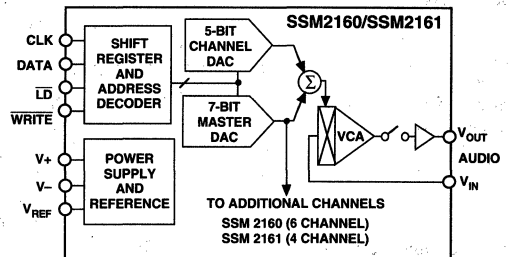 SSM2160/SSM2161
CLK
DATA
LD
WRITE
SHIFT
REGISTER
AND
ADDRESS
DECODER
5-BIT
CHANNEL
DAC
7-BIT
MASTER
DAC
Σ
VCA
VOUT
AUDIO
VIN
V+
V–
VREF
POWER
SUPPLY
AND
REFERENCE
TO ADDITIONAL CHANNELS
SSM 2160 (6 CHANNEL)
SSM 2161 (4 CHANNEL)